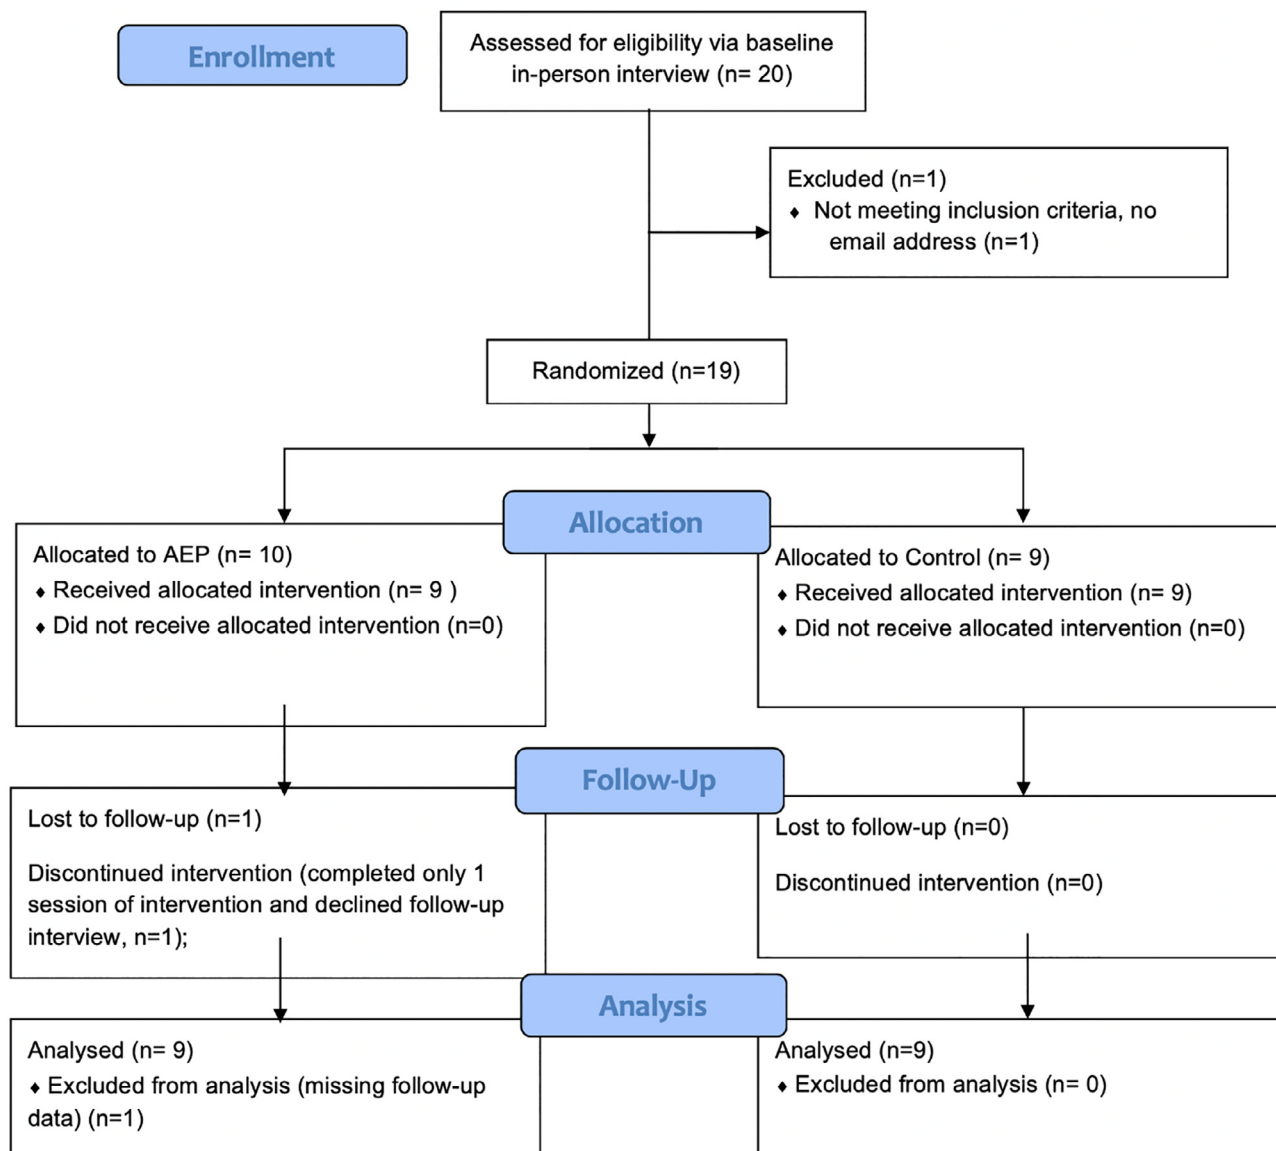 Enrollment
Assessed for eligibility via baseline
in-person interview (n= 20)
Excluded (n=1)
♦ Not meeting inclusion criteria, no
email address (n=1)
Randomized (n=19)
Allocation
Allocated to AEP (n= 10)
♦ Received allocated intervention (n= 9 )
♦ Did not receive allocated intervention (n=0)
Allocated to Control (n= 9)
♦ Received allocated intervention (n= 9)
♦ Did not receive allocated intervention (n=0)
Follow-Up
Lost to follow-up (n=1)
Discontinued intervention (completed only 1
session of intervention and declined follow-up
interview, n=1);
Lost to follow-up (n=0)
Discontinued intervention (n=0)
Analysis
Analysed (n= 9)
♦ Excluded from analysis (missing follow-up
data) (n=1)
Analysed (n=9)
♦ Excluded from analysis (n= 0)